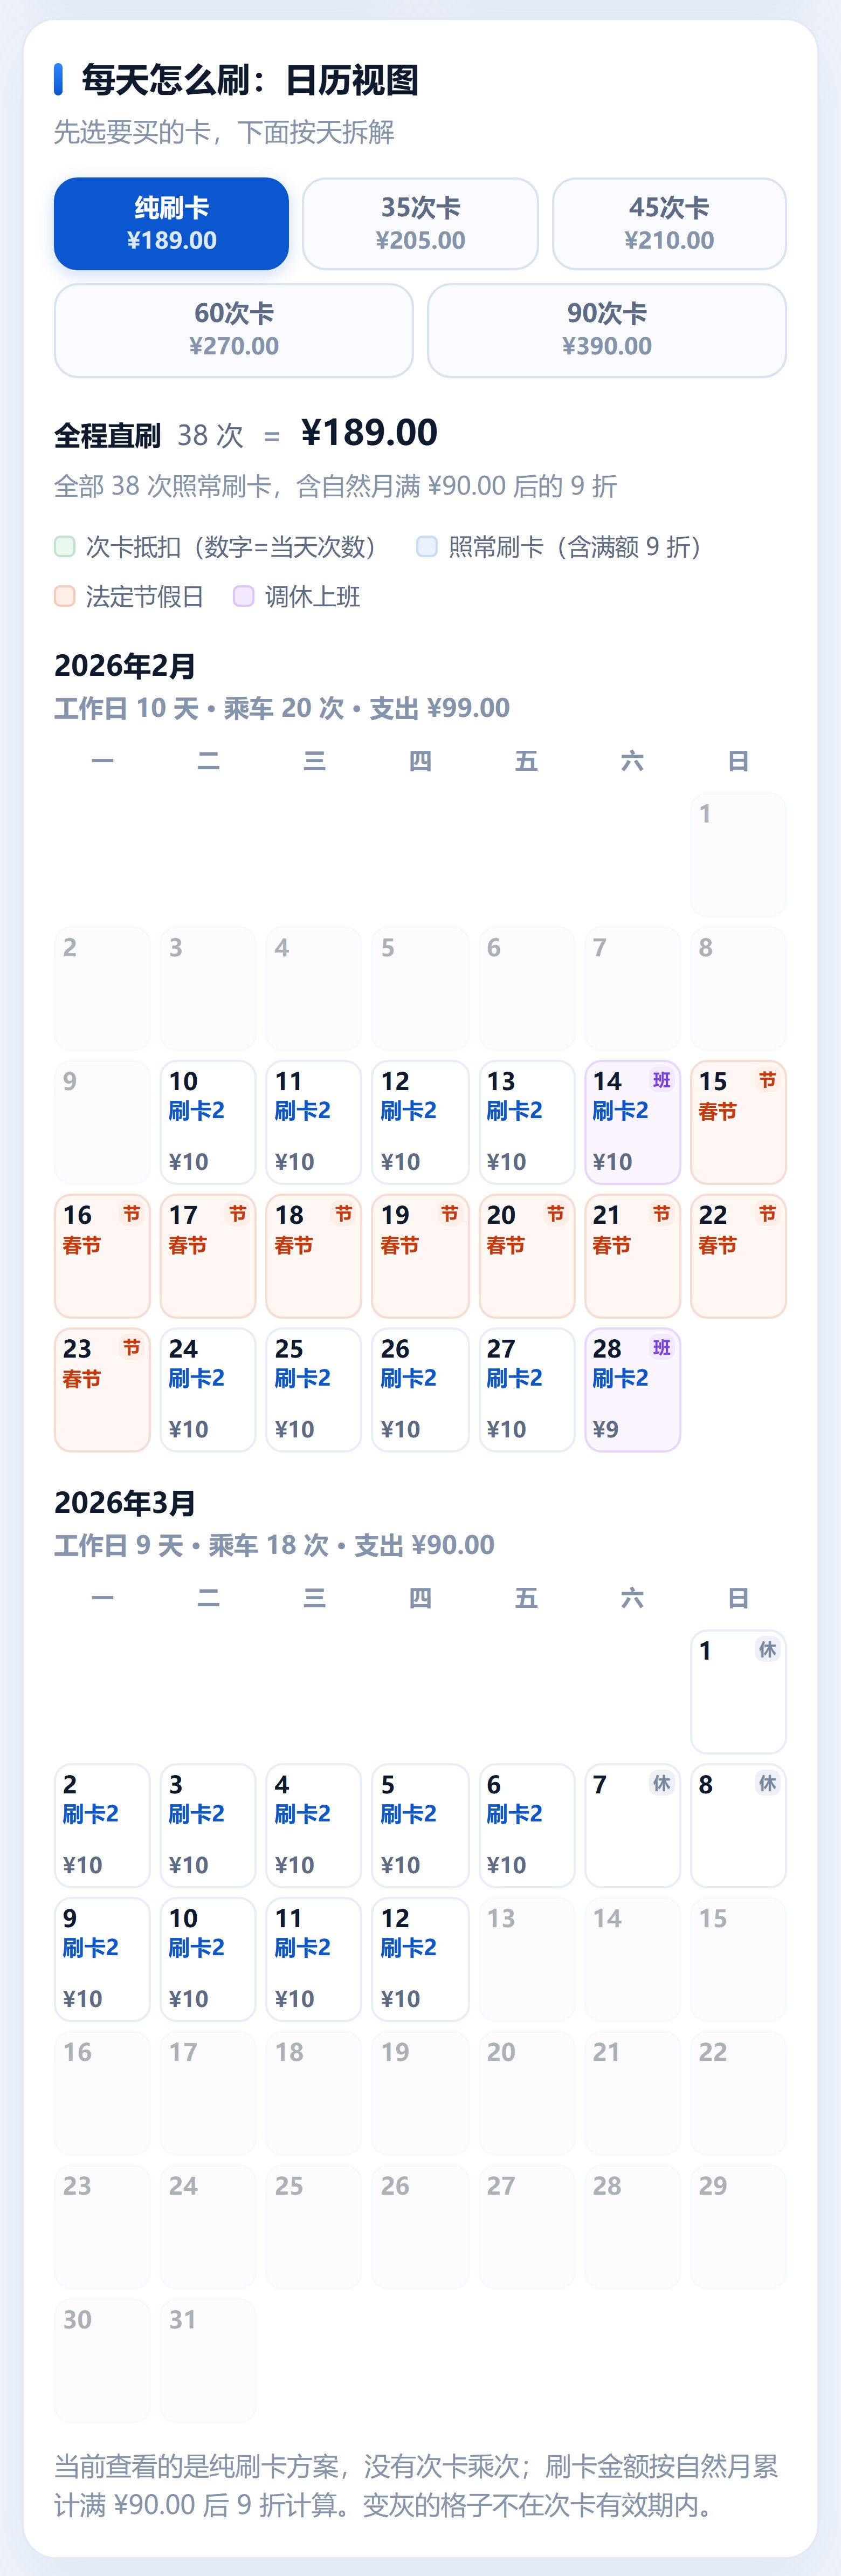 每天怎么刷：日历视图
先选要买的卡，下面按天拆解
纯刷卡 35次卡 45次卡
¥189.00 ¥205.00 ¥210.00
60次卡 90次卡
¥270.00 ¥390.00
全程直刷 38 次 = ¥189.00
全部 38 次照常刷卡，含自然月满 ¥90.00 后的 9 折
次卡抵扣（数字=当天次数） 照常刷卡（含满额 9 折）
法定节假日 调休上班
2026年2月
工作日 10 天 • 乘车 20 次 • 支出 ¥99.00
一 二 三 四 五 六 日
1
2 3 4 5 6 7 8
9 10 11 12 13 14 班 15 节
刷卡2 刷卡2 刷卡2 刷卡2 刷卡2 春节
¥10 ¥10 ¥10 ¥10 ¥10
16 节 17 节 18 节 19 节 20 节 21 节 22 节
春节 春节 春节 春节 春节 春节 春节
23 节 24 25 26 27 28 班
春节 刷卡2 刷卡2 刷卡2 刷卡2 刷卡2
¥10 ¥10 ¥10 ¥10 ¥9
2026年3月
工作日 9 天 • 乘车 18 次 • 支出 ¥90.00
一 二 三 四 五 六 日
1 休
2 3 4 5 6 7 休 8 休
刷卡2 刷卡2 刷卡2 刷卡2 刷卡2
¥10 ¥10 ¥10 ¥10 ¥10
9 10 11 12 13 14 15
刷卡2 刷卡2 刷卡2 刷卡2
¥10 ¥10 ¥10 ¥10
16 17 18 19 20 21 22
23 24 25 26 27 28 29
30 31
当前查看的是纯刷卡方案，没有次卡乘次；刷卡金额按自然月累
计满 ¥90.00 后 9 折计算。变灰的格子不在次卡有效期内。